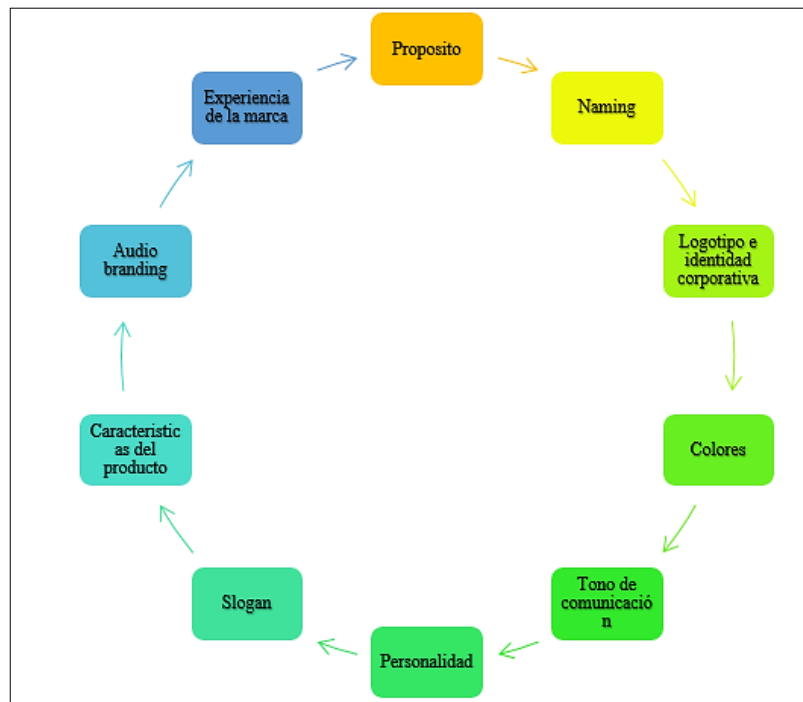 Proposito
Naming
Logotipo e
identidad
corporativa
Colores
Tono de
comunicació
n
Personalidad
Slogan
Caracteristic
as del
producto
Audio
branding
Experiencia
de la marca